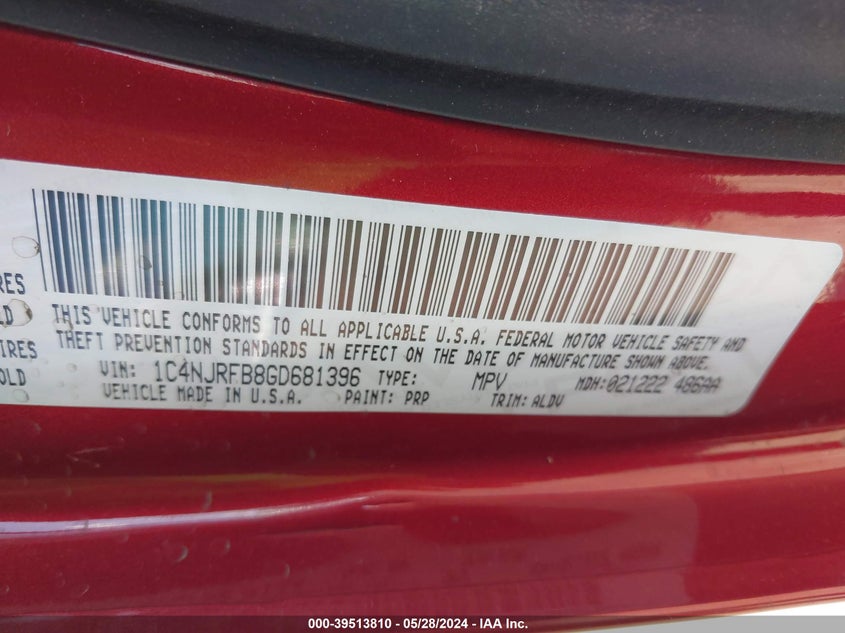 RES
LD
IRES
OLD
THIS VEHICLE CONFORMS TO ALL APPLICABLE U.S.A. FEDERAL MOTOR VEHICLE SAFETY AND
THEFT PREVENTION STANDARDS IN EFFECT ON THE DATE OF MANUFACTURE SHOWN ABOVE.
VIN: 1C4NJRFB8GD681396 TYPE: MPV MDH:021222 486AA
VEHICLE MADE IN U.S.A. PAINT: PRP TRIM: ALDV
000-39513810 - 05/28/2024 - IAA Inc.